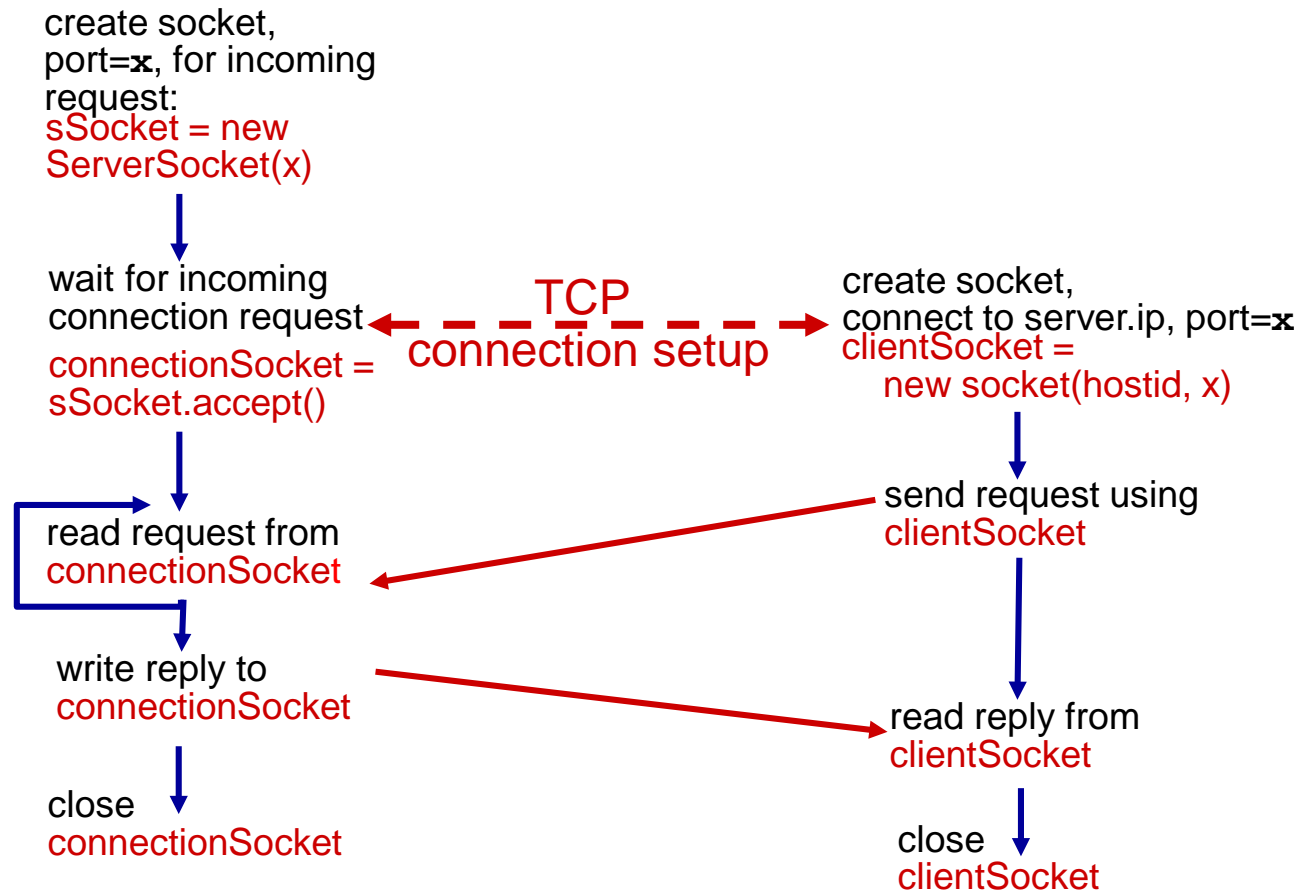 create socket,
port=x, for incoming
request:
sSocket = new
ServerSocket(x)
wait for incoming
connection request
connectionSocket =
sSocket.accept()
TCP
connection setup
create socket,
connect to server.ip, port=x
clientSocket =
new socket(hostid, x)
read request from
connectionSocket
send request using
clientSocket
write reply to
connectionSocket
read reply from
clientSocket
close
connectionSocket
close
clientSocket